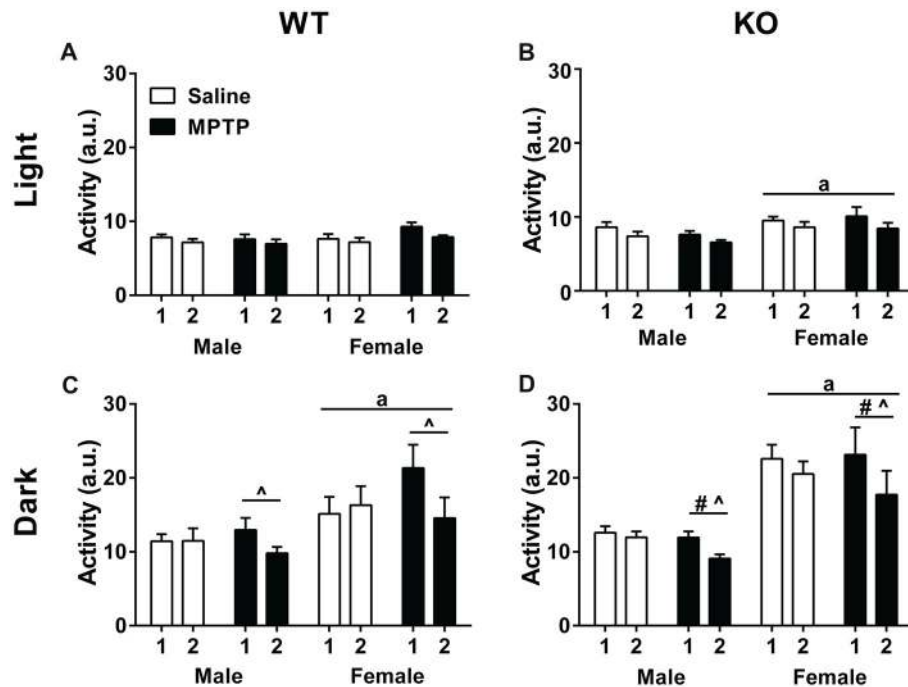 WT
KO
Light
Dark
A
Activity (a.u.)
30
20
10
0
Saline
MPTP
1 2 1 2 1 2 1 2
Male Female
B
Activity (a.u.)
30
20
10
0
a
1 2 1 2 1 2 1 2
Male Female
C
Activity (a.u.)
30
20
10
0
a
^
^
1 2 1 2 1 2 1 2
Male Female
D
Activity (a.u.)
30
20
10
0
a
# ^
# ^
1 2 1 2 1 2 1 2
Male Female